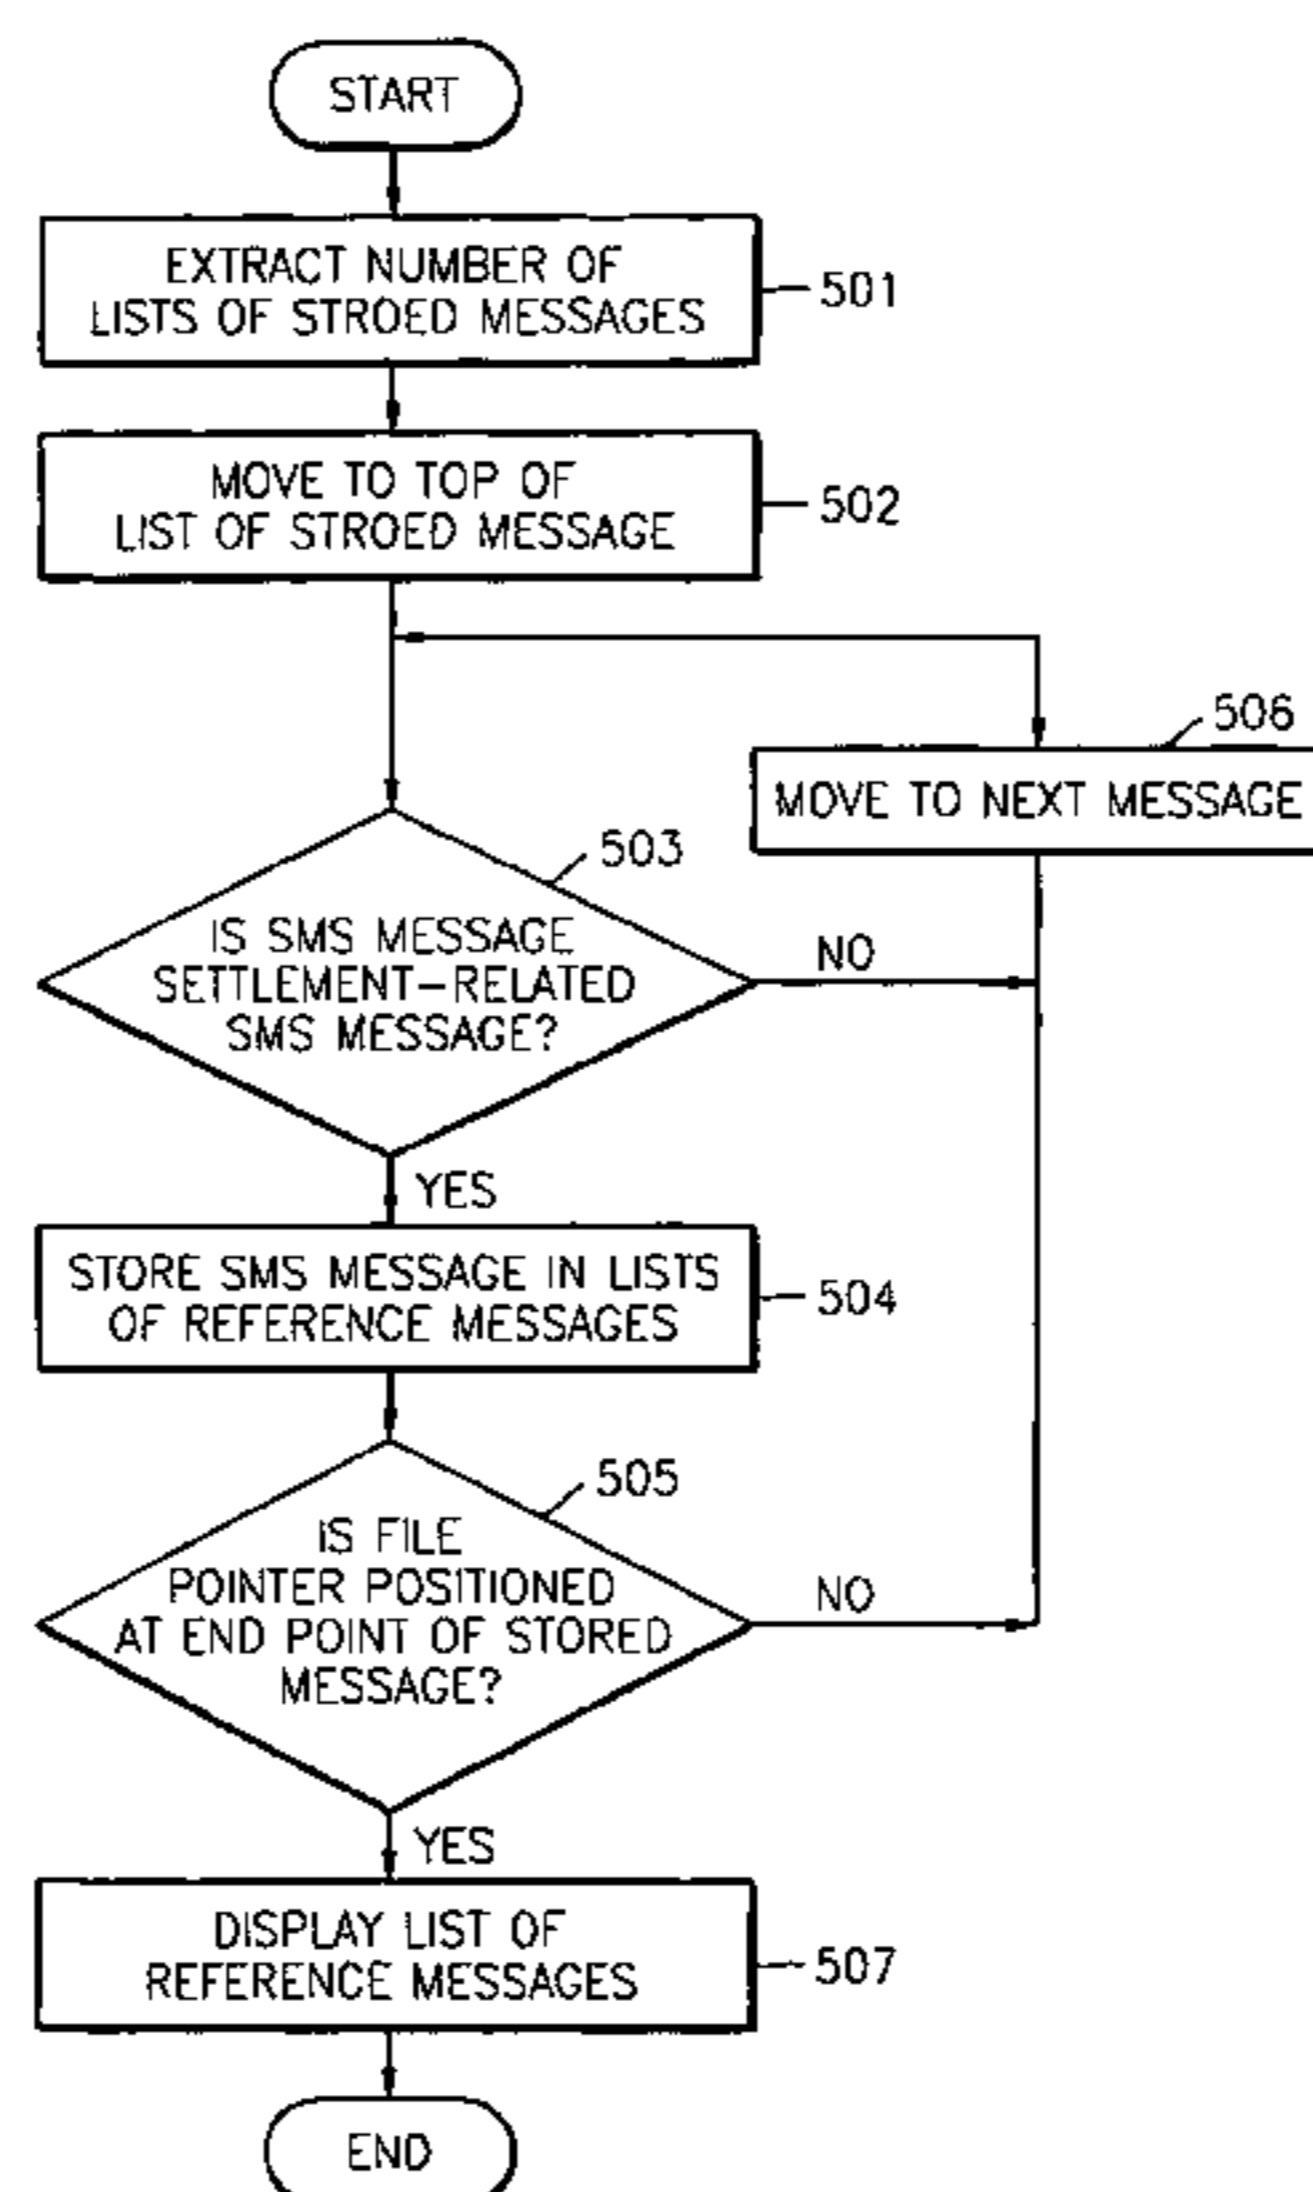 START
EXTRACT NUMBER OF
LISTS OF STROED MESSAGES
501
MOVE TO TOP OF
LIST OF STROED MESSAGE
502
506
MOVE TO NEXT MESSAGE
503
IS SMS MESSAGE
SETTLEMENT-RELATED
SMS MESSAGE?
NO
YES
STORE SMS MESSAGE IN LISTS
OF REFERENCE MESSAGES
504
505
IS FILE
POINTER POSITIONED
AT END POINT OF STORED
MESSAGE?
NO
YES
DISPLAY LIST OF
REFERENCE MESSAGES
507
END